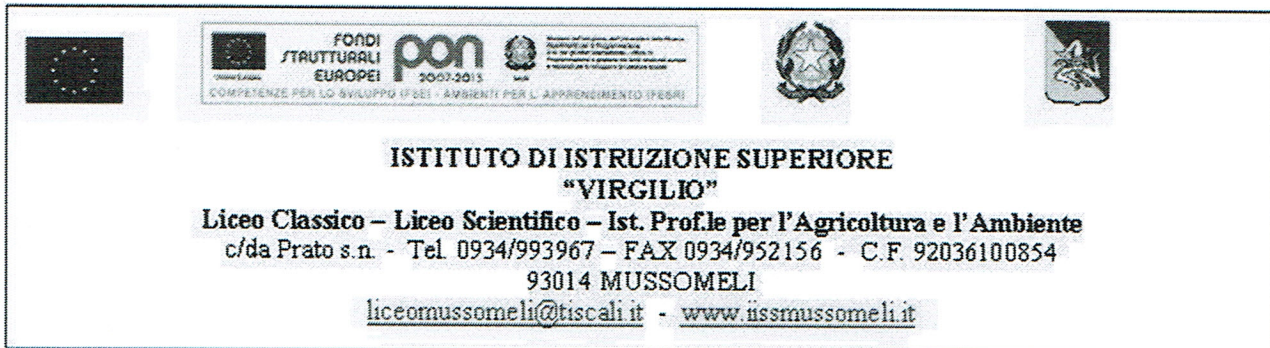 FONDI
STRUTTURALI
EUROPEI
pon
2007-2013
COMPETENZE PER LO SVILUPPO (FSE) - AMBIENTI PER L' APPRENDIMENTO (FESR)
ISTITUTO DI ISTRUZIONE SUPERIORE
“VIRGILIO”
Liceo Classico – Liceo Scientifico – Ist. Prof.le per l’Agricoltura e l’Ambiente
c/da Prato s.n. - Tel. 0934/993967 – FAX 0934/952156 - C.F. 92036100854
93014 MUSSOMELI
liceomussomeli@tiscali.it - www.iissmussomeli.it